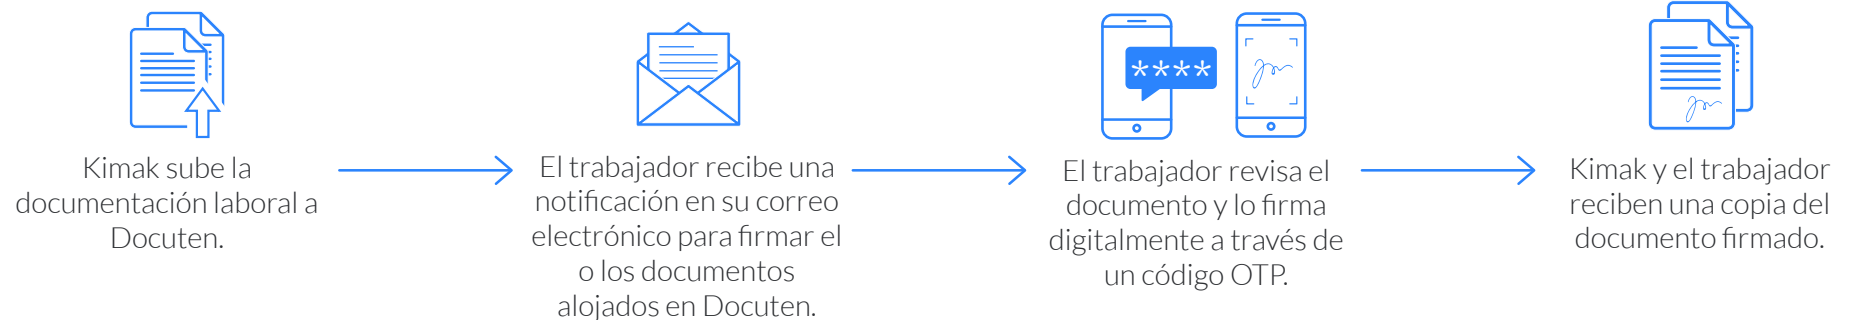 ****
Kimak sube la
documentación laboral a
Docuten.
El trabajador recibe una
notificación en su correo
electrónico para firmar el
o los documentos
alojados en Docuten.
El trabajador revisa el
documento y lo firma
digitalmente a través de
un código OTP.
Kimak y el trabajador
reciben una copia del
documento firmado.